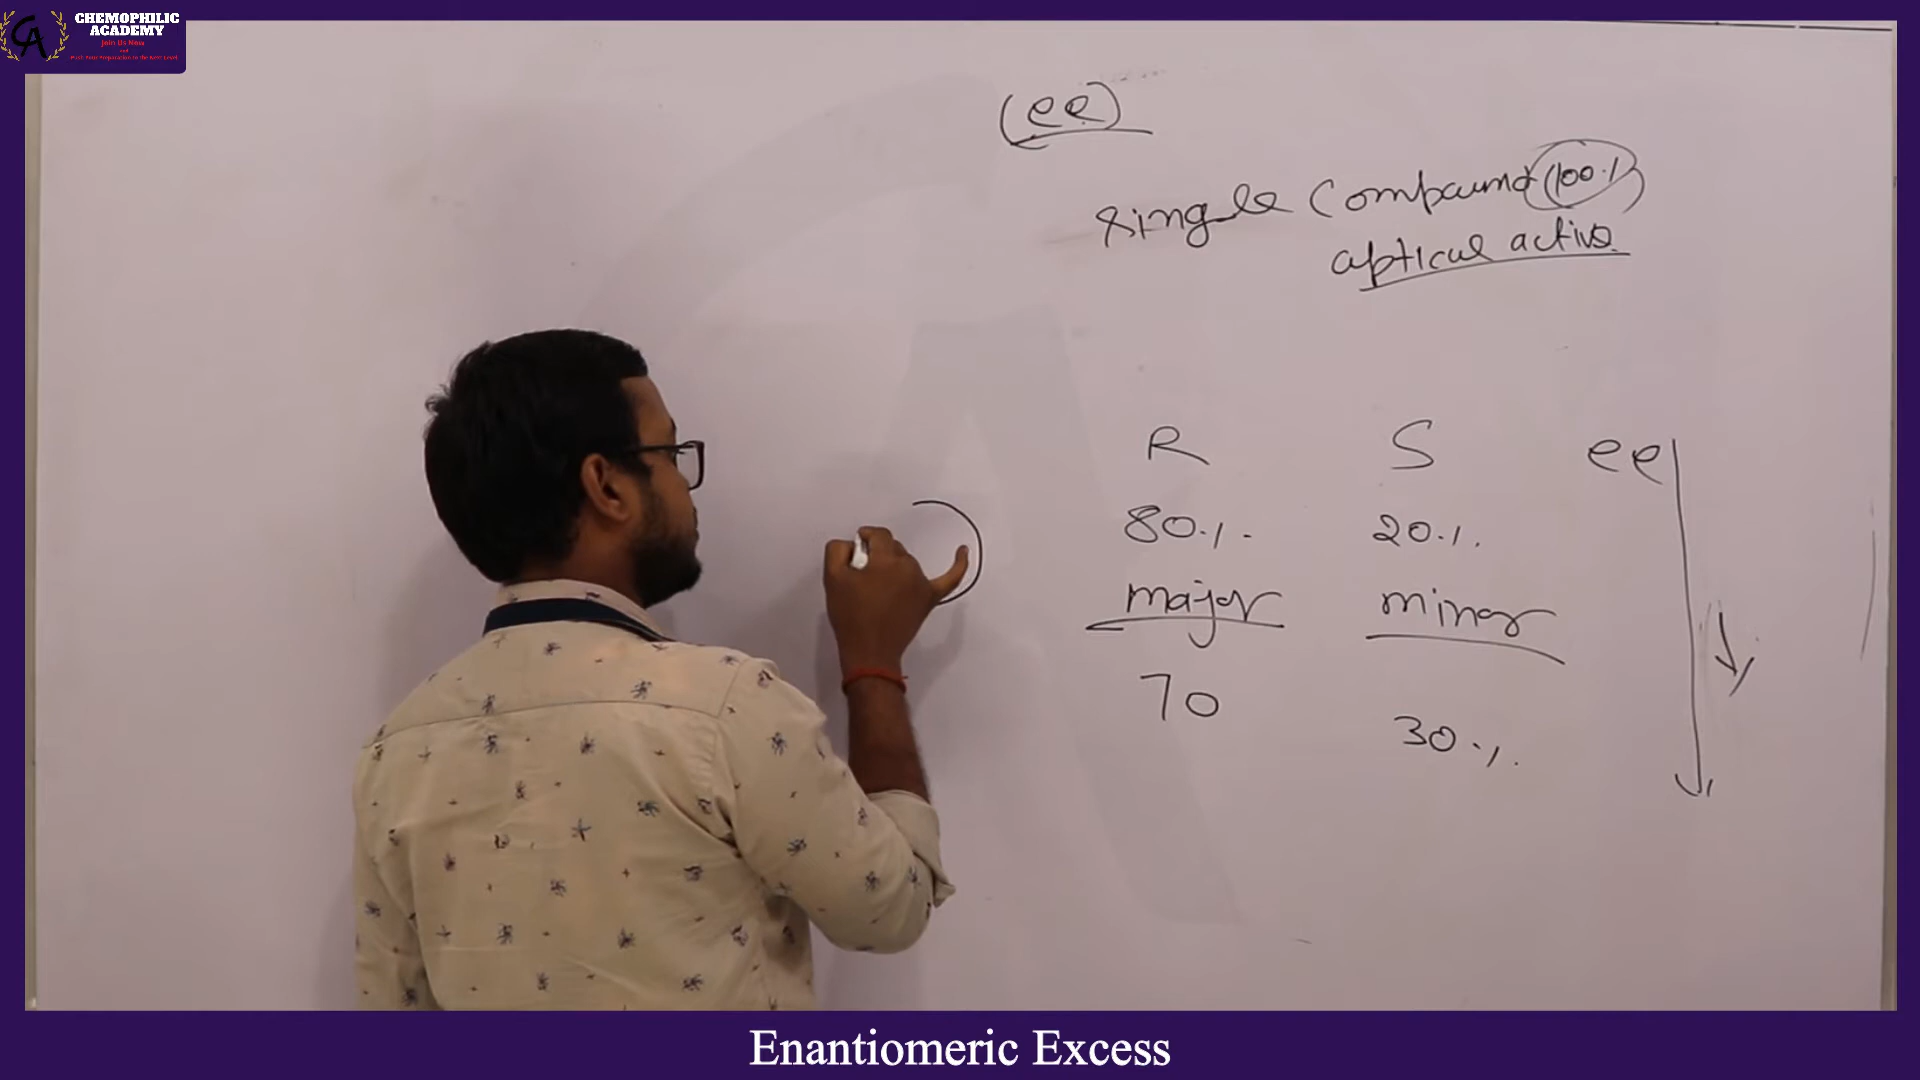 CHEMOPHILIC
ACADEMY
Join Us Now
and
Push Your Preparation to the Next Level
(ee)
Single Compound (100%)
optical active
R S ee
80% 20%
major minor
70 30%
Enantiomeric Excess